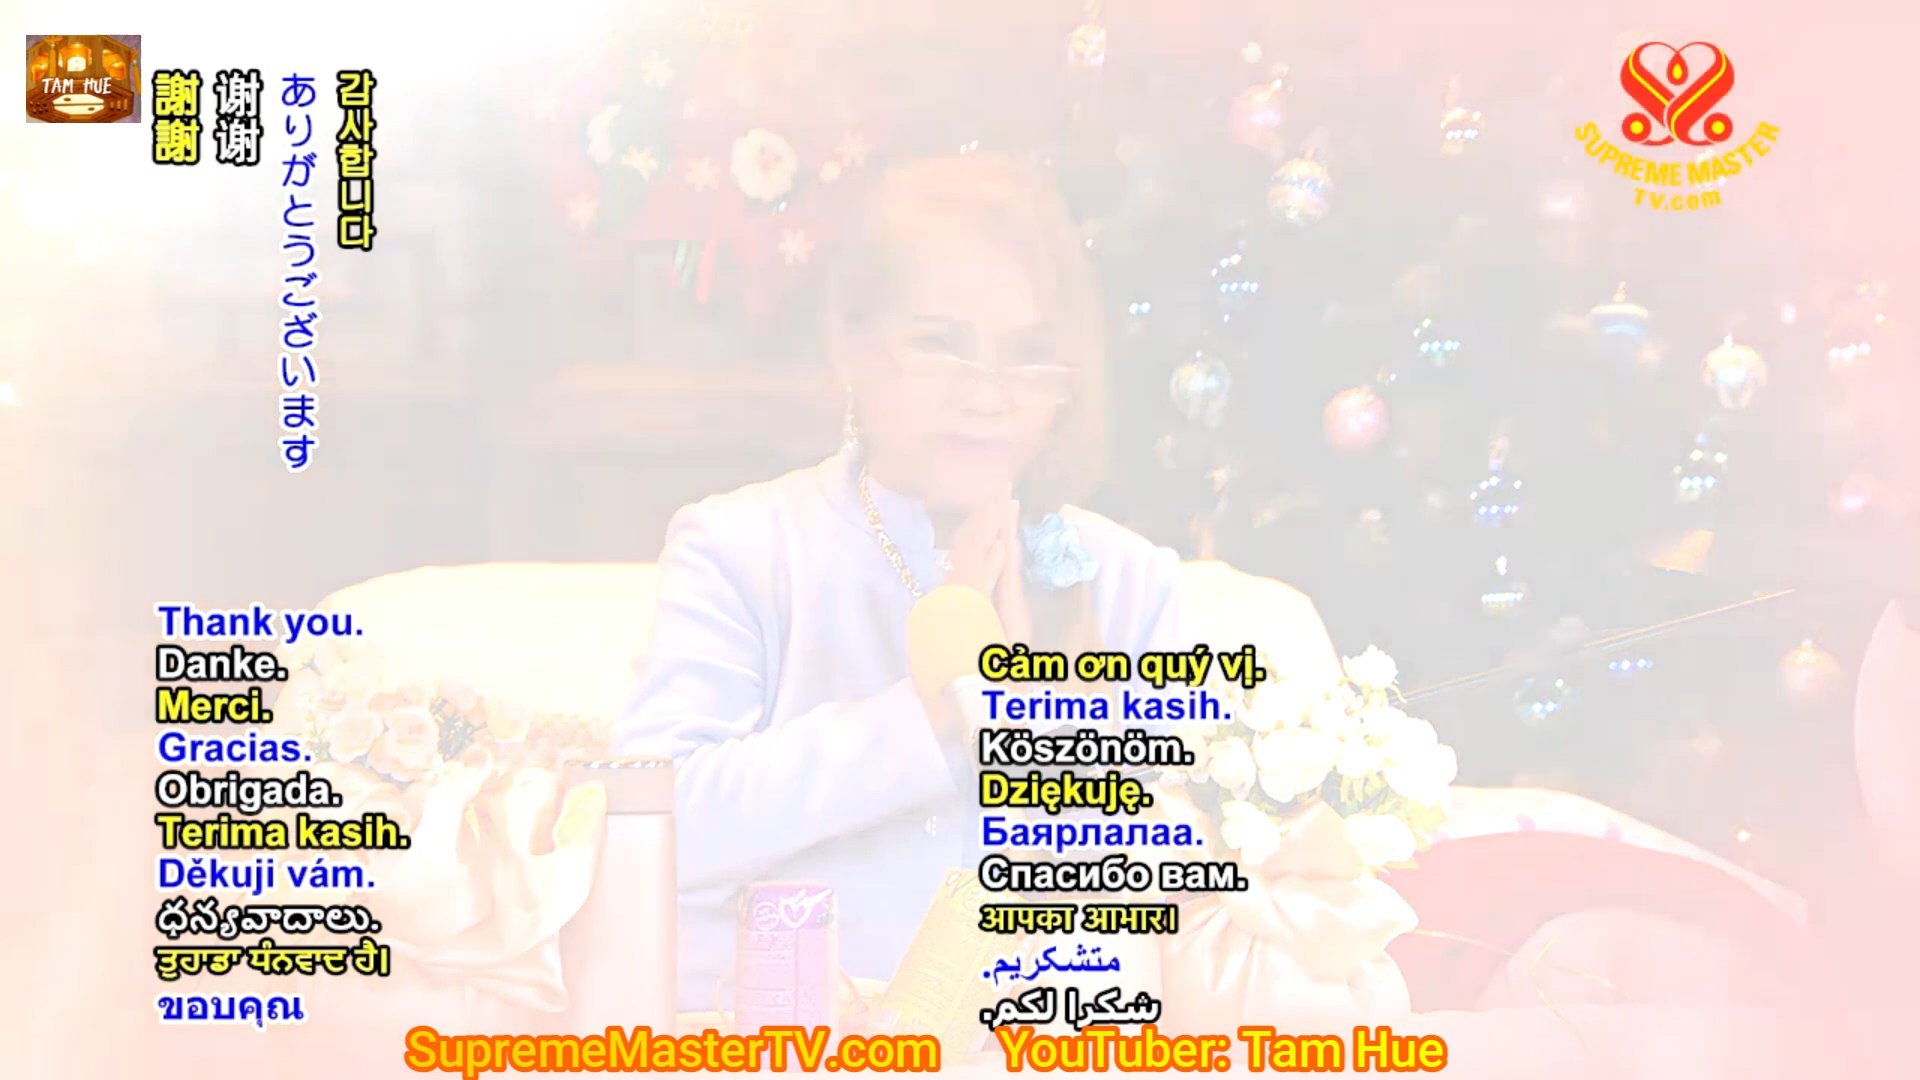 TAM HUE
謝謝
谢谢
ありがとうございます
감사합니다
SUPREME MASTER
TV.com
Thank you.
Danke.
Merci.
Gracias.
Obrigada.
Terima kasih.
Děkuji vám.
ధన్యవాదాలు.
ਤੁਹਾਡਾ ਧੰਨਵਾਦ ਹੈ।
ขอบคุณ
Cảm ơn quý vị.
Terima kasih.
Köszönöm.
Dziękuję.
Баярлалаа.
Спасибо вам.
आपका आभार।
متشکریم.
شكرا لكم.
SupremeMasterTV.com YouTuber: Tam Hue